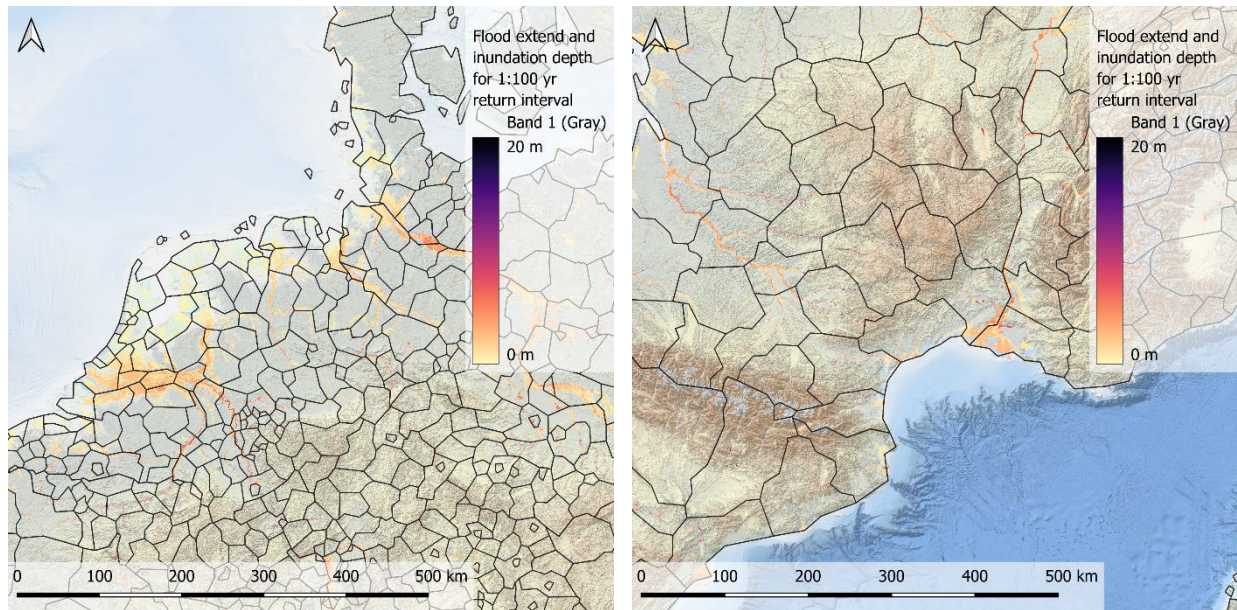 Flood extend and
inundation depth
for 1:100 yr
return interval
Band 1 (Gray)
20 m
0 m
0 100 200 300 400 500 km
Flood extend and
inundation depth
for 1:100 yr
return interval
Band 1 (Gray)
20 m
0 m
0 100 200 300 400 500 km